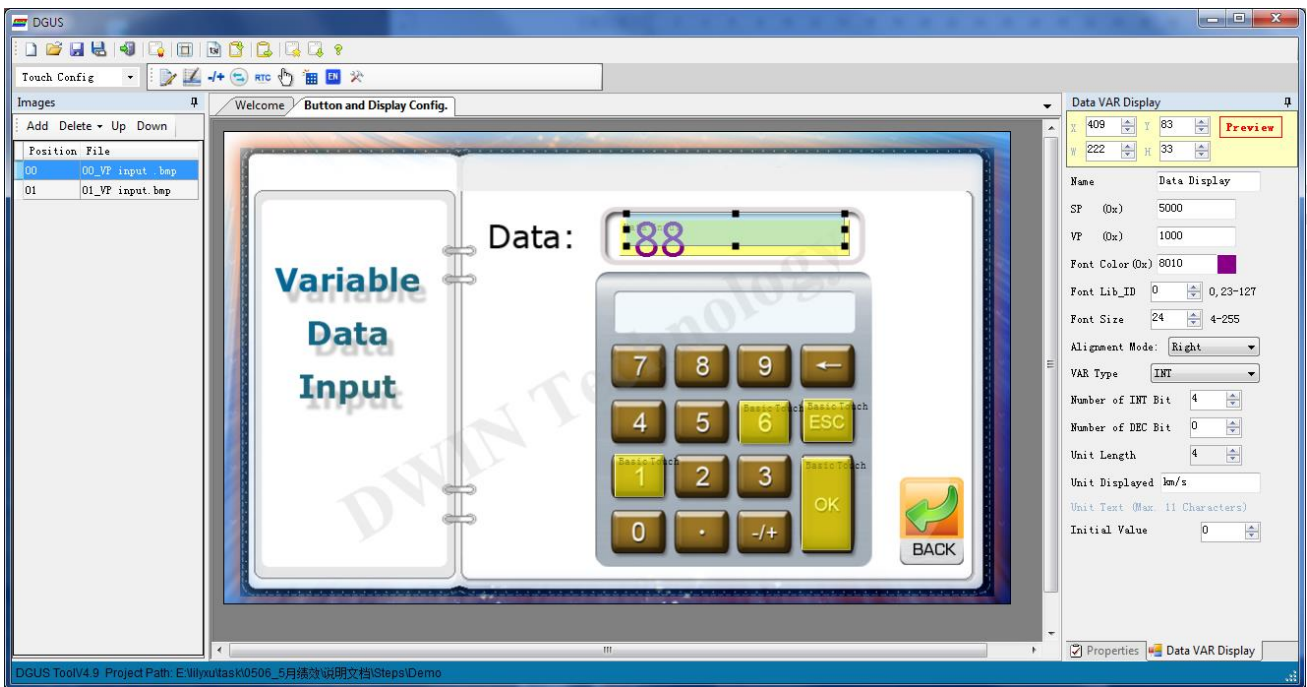 DGUS
Touch Config
-/+ RTC EN
Images
Add Delete Up Down
Position File
00 00_VP input .bmp
01 01_VP input.bmp
Welcome Button and Display Config.
Variable
Data
Input
Data: 88
7 8 9 ←
4 5 6 ESC
Basic Touch Basic Touch
1 2 3 OK
Basic Touch Basic Touch
0 · -/+
BACK
DWIN Technology
Data VAR Display
X 409 Y 83 Preview
W 222 H 33
Name Data Display
SP (0x) 5000
VP (0x) 1000
Font Color(0x) 8010
Font Lib_ID 0 0,23-127
Font Size 24 4-255
Alignment Mode: Right
VAR Type INT
Number of INT Bit 4
Number of DEC Bit 0
Unit Length 4
Unit Displayed km/s
Unit Text (Max. 11 Characters)
Initial Value 0
Properties Data VAR Display
DGUS ToolV4.9 Project Path: E:\lilyxu\task\0506_5月绩效\说明文档\Steps\Demo